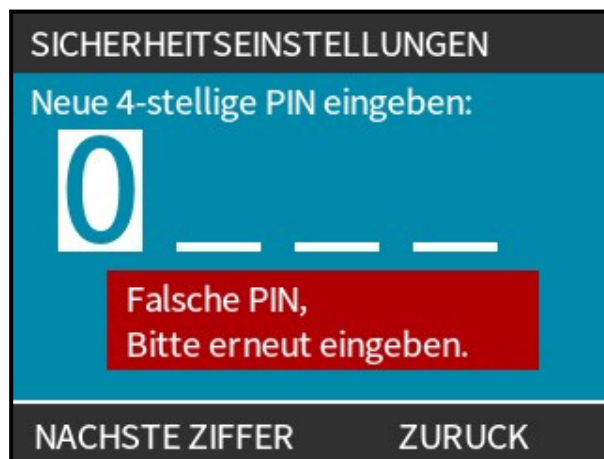 SICHERHEITSEINSTELLUNGEN
Neue 4-stellige PIN eingeben:
0 _ _ _
Falsche PIN,
Bitte erneut eingeben.
NACHSTE ZIFFER ZURUCK